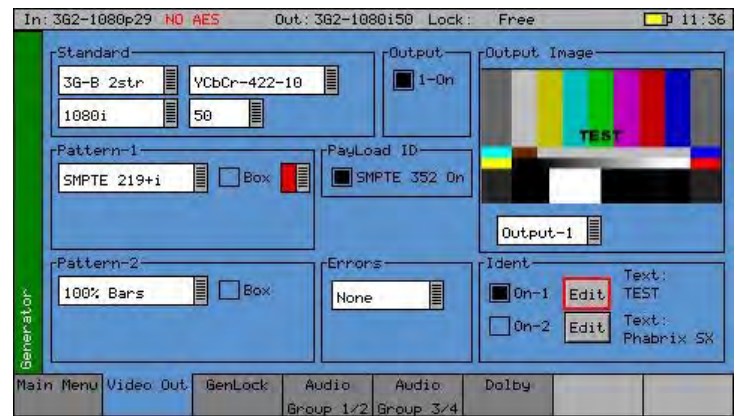 In: 3G2-1080p29 NO AES Out: 3G2-1080i50 Lock: Free 11:36
Standard
3G-B 2str YCbCr-422-10
1080i 50
Output
1-On
Output Image
TEST
Output-1
Pattern-1
SMPTE 219+i Box
PayLoad ID
SMPTE 352 On
Pattern-2
100% Bars Box
Errors
None
Ident
On-1 Edit Text: TEST
On-2 Edit Text: Phabrix SX
Generator
Main Menu Video Out GenLock Audio Group 1/2 Audio Group 3/4 Dolby